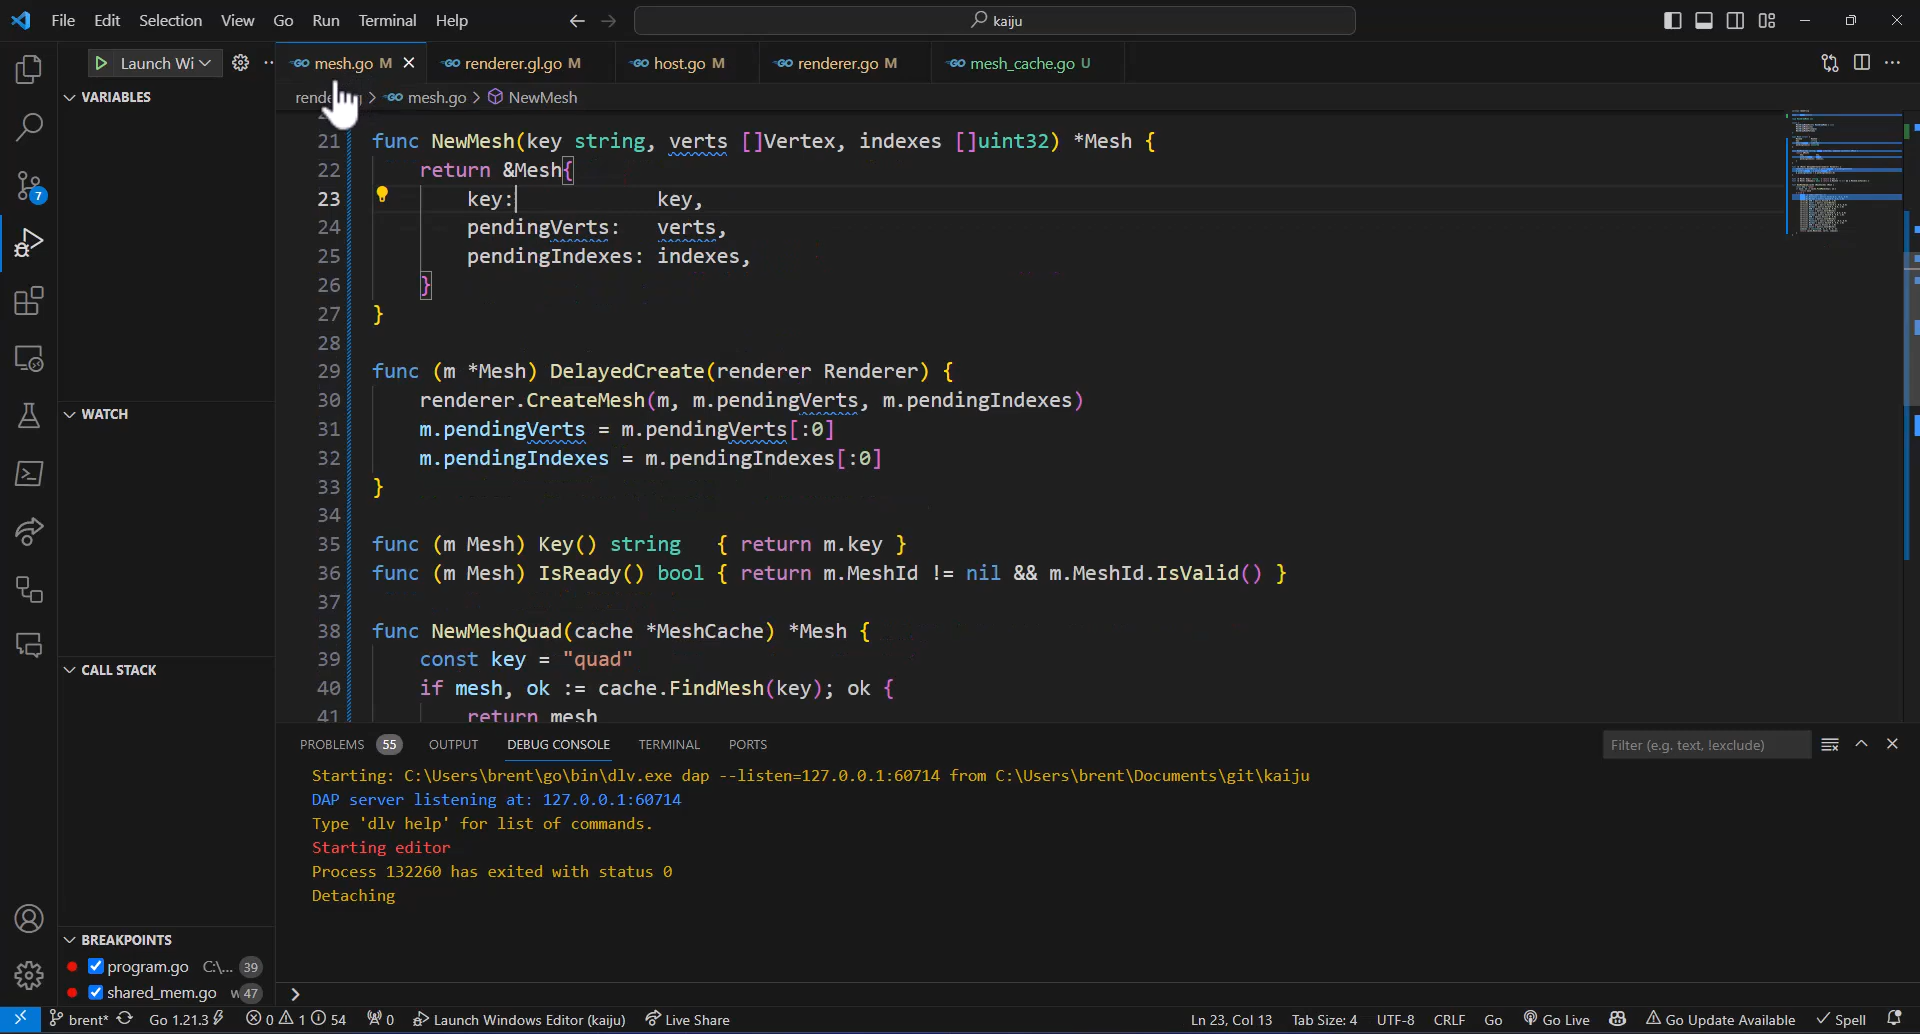 File Edit Selection View Go Run Terminal Help
kaiju
Launch Wi
mesh.go M
renderer.gl.go M
host.go M
renderer.go M
mesh_cache.go U
mesh.go > NewMesh
VARIABLES
WATCH
CALL STACK
BREAKPOINTS
program.go C:\... 39
shared_mem.go 47
7
21 func NewMesh(key string, verts []Vertex, indexes []uint32) *Mesh {
22 return &Mesh{
23 key: key,
24 pendingVerts: verts,
25 pendingIndexes: indexes,
26 }
27 }
28
29 func (m *Mesh) DelayedCreate(renderer Renderer) {
30 renderer.CreateMesh(m, m.pendingVerts, m.pendingIndexes)
31 m.pendingVerts = m.pendingVerts[:0]
32 m.pendingIndexes = m.pendingIndexes[:0]
33 }
34
35 func (m Mesh) Key() string { return m.key }
36 func (m Mesh) IsReady() bool { return m.MeshId != nil && m.MeshId.IsValid() }
37
38 func NewMeshQuad(cache *MeshCache) *Mesh {
39 const key = "quad"
40 if mesh, ok := cache.FindMesh(key); ok {
41 return mesh
PROBLEMS 55 OUTPUT DEBUG CONSOLE TERMINAL PORTS
Filter (e.g. text, !exclude)
Starting: C:\Users\brent\go\bin\dlv.exe dap --listen=127.0.0.1:60714 from C:\Users\brent\Documents\git\kaiju
DAP server listening at: 127.0.0.1:60714
Type 'dlv help' for list of commands.
Starting editor
Process 132260 has exited with status 0
Detaching
brent* Go 1.21.3 0 1 54 0 Launch Windows Editor (kaiju) Live Share
Ln 23, Col 13 Tab Size: 4 UTF-8 CRLF Go Go Live Go Update Available Spell